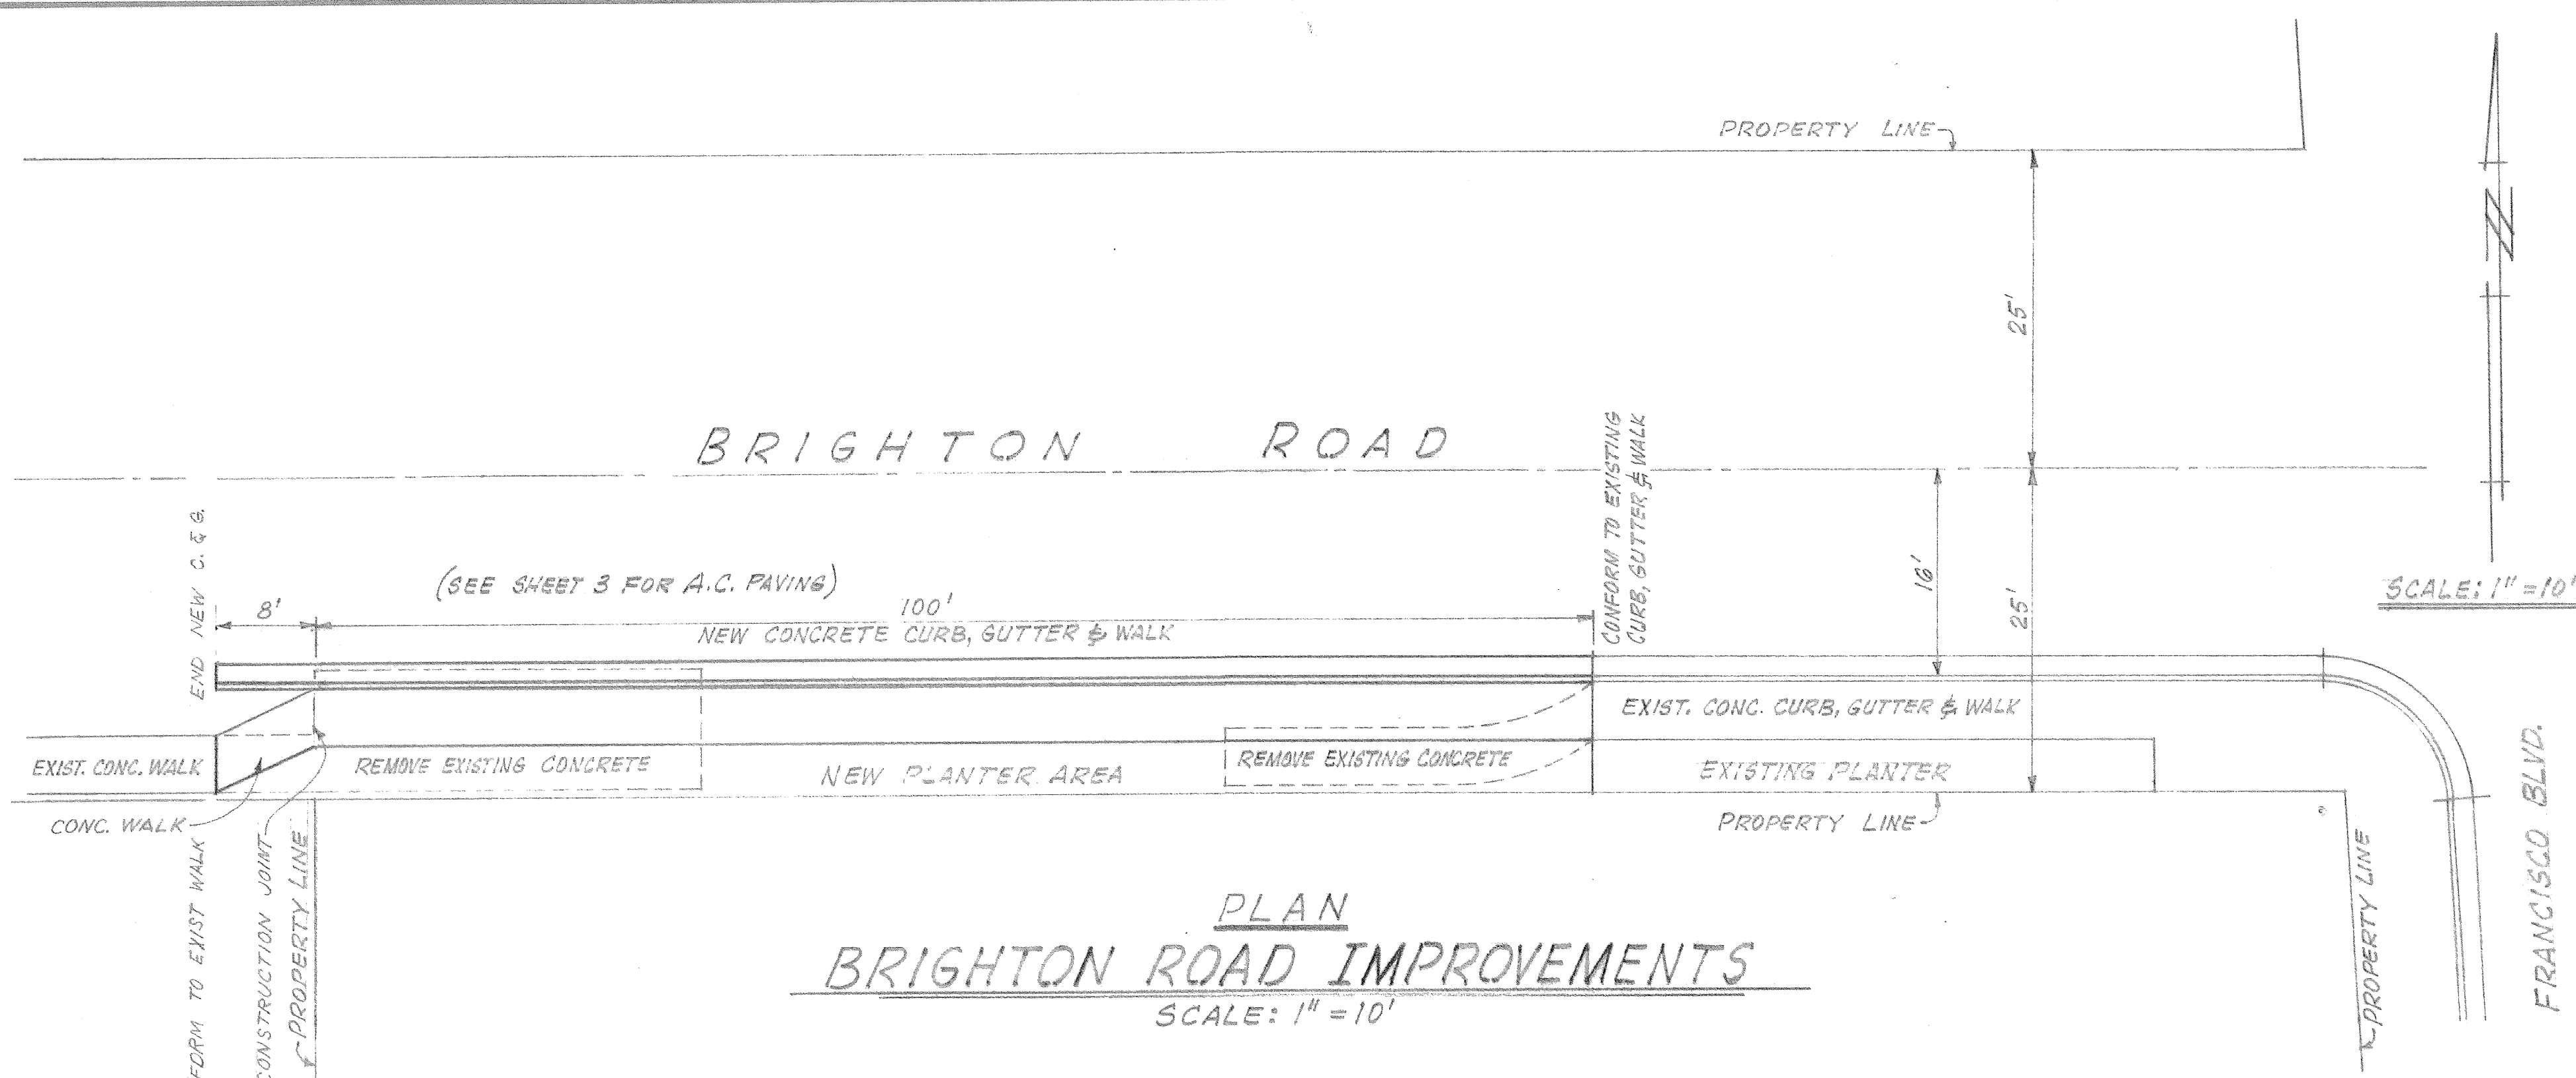 PROPERTY LINE
25'
N
BRIGHTON ROAD
CONFORM TO EXISTING
CURB, GUTTER & WALK
END NEW C. & G.
(SEE SHEET 3 FOR A.C. PAVING)
8'
100'
NEW CONCRETE CURB, GUTTER & WALK
16'
25'
SCALE: 1" = 10'
EXIST. CONC. CURB, GUTTER & WALK
EXIST. CONC. WALK
REMOVE EXISTING CONCRETE
NEW PLANTER AREA
REMOVE EXISTING CONCRETE
EXISTING PLANTER
CONC. WALK
PROPERTY LINE
FORM TO EXIST WALK
CONSTRUCTION JOINT
PROPERTY LINE
PROPERTY LINE
FRANCISCO BLVD.
PLAN
BRIGHTON ROAD IMPROVEMENTS
SCALE: 1" = 10'